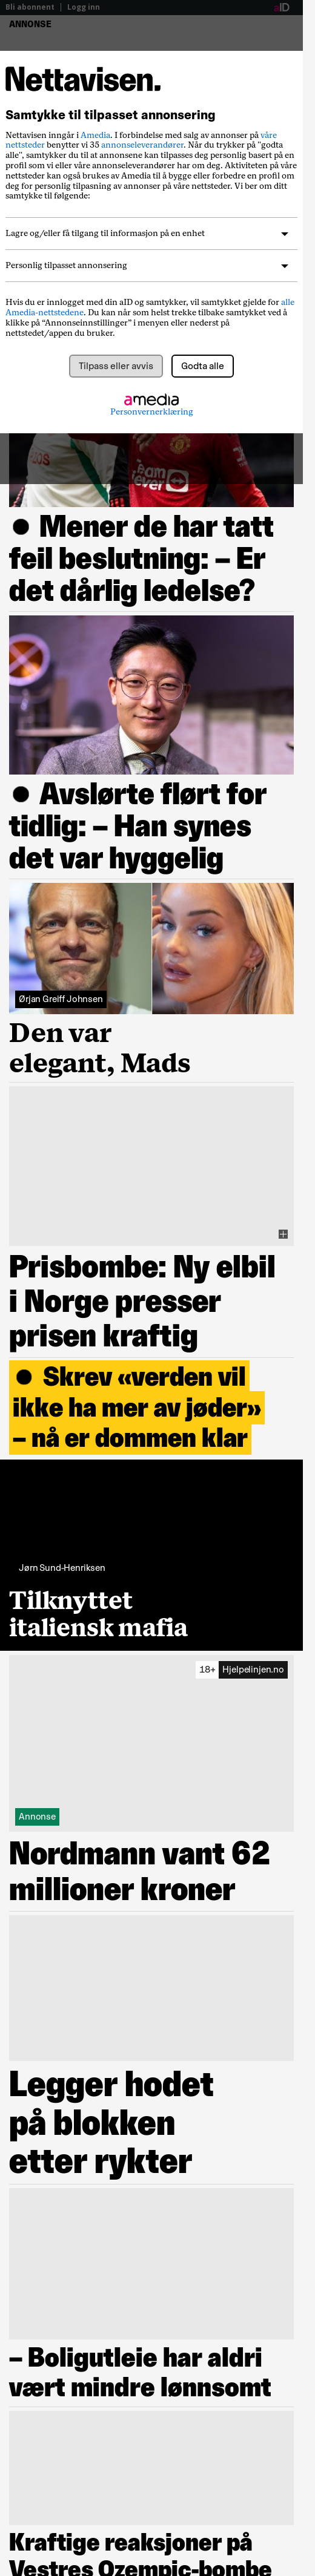 Bli abonnent | Logg inn
aID
ANNONSE
Nettavisen.
Samtykke til tilpasset annonsering
Nettavisen inngår i Amedia. I forbindelse med salg av annonser på våre
nettsteder benytter vi 35 annonseleverandører. Når du trykker på "godta
alle", samtykker du til at annonsene kan tilpasses deg personlig basert på en
profil som vi eller våre annonseleverandører har om deg. Aktiviteten på våre
nettsteder kan også brukes av Amedia til å bygge eller forbedre en profil om
deg for personlig tilpasning av annonser på våre nettsteder. Vi ber om ditt
samtykke til følgende:
Lagre og/eller få tilgang til informasjon på en enhet
Personlig tilpasset annonsering
Hvis du er innlogget med din aID og samtykker, vil samtykket gjelde for alle
Amedia-nettstedene. Du kan når som helst trekke tilbake samtykket ved å
klikke på “Annonseinnstillinger” i menyen eller nederst på
nettstedet/appen du bruker.
Tilpass eller avvis
Godta alle
amedia
Personvernerklæring
● Mener de har tatt
feil beslutning: – Er
det dårlig ledelse?
● Avslørte flørt for
tidlig: – Han synes
det var hyggelig
Ørjan Greiff Johnsen
Den var
elegant, Mads
Prisbombe: Ny elbil
i Norge presser
prisen kraftig
● Skrev «verden vil
ikke ha mer av jøder»
– nå er dommen klar
Jørn Sund-Henriksen
Tilknyttet
italiensk mafia
18+ Hjelpelinjen.no
Annonse
Nordmann vant 62
millioner kroner
Legger hodet
på blokken
etter rykter
– Boligutleie har aldri
vært mindre lønnsomt
Kraftige reaksjoner på
Vestres Ozempic-bombe